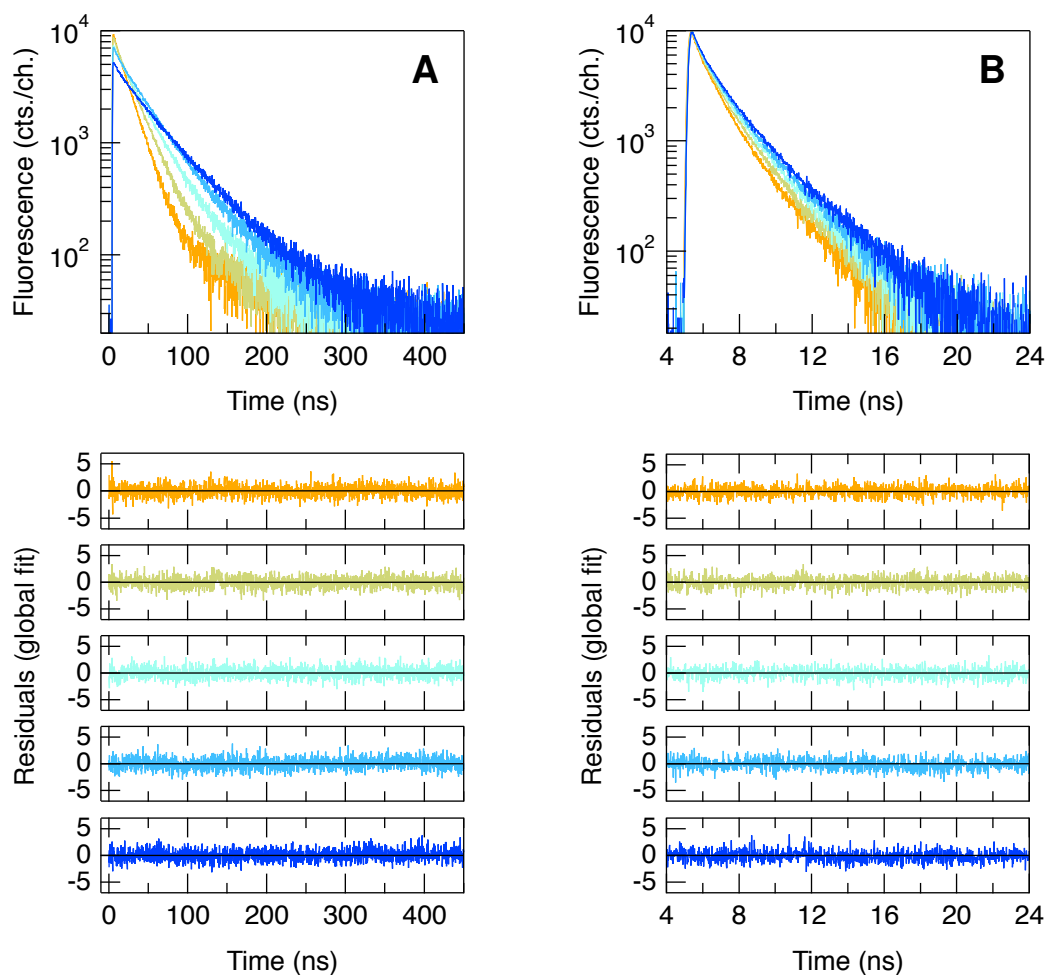 A
10⁴
10³
10²
Fluorescence (cts./ch.)
0 100 200 300 400
Time (ns)
B
10⁴
10³
10²
Fluorescence (cts./ch.)
4 8 12 16 20 24
Time (ns)
Residuals (global fit)
5
0
-5
5
0
-5
5
0
-5
5
0
-5
5
0
-5
0 100 200 300 400
Time (ns)
Residuals (global fit)
5
0
-5
5
0
-5
5
0
-5
5
0
-5
5
0
-5
4 8 12 16 20 24
Time (ns)